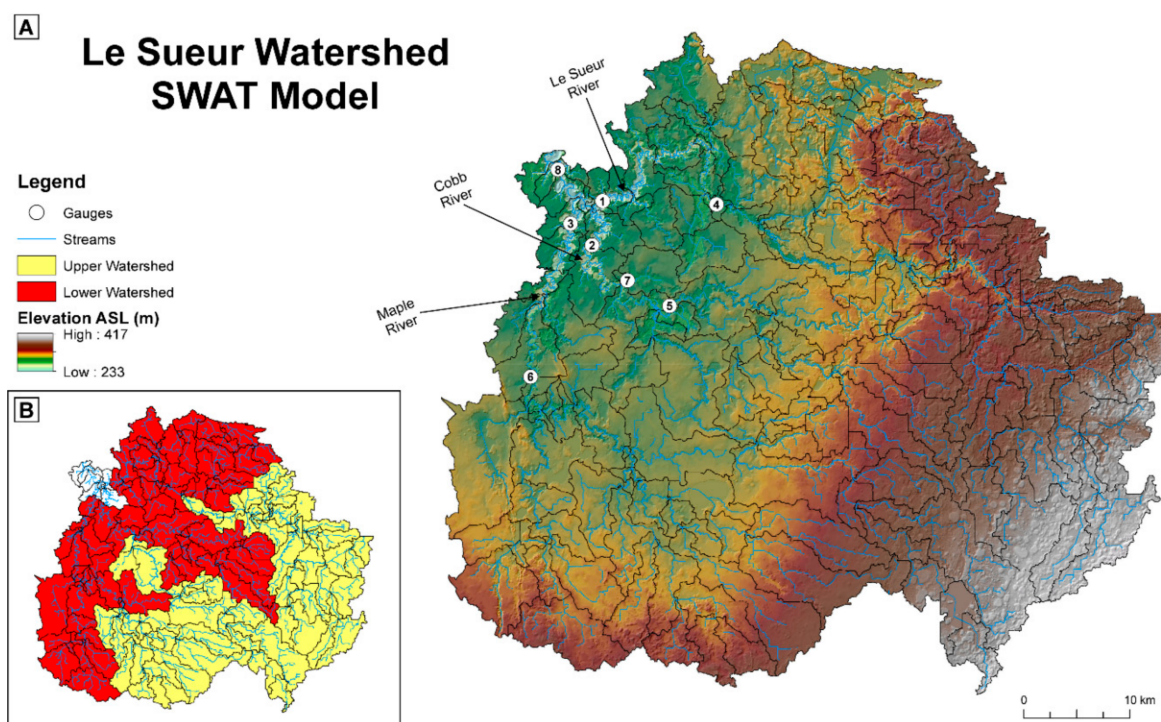 A
Le Sueur Watershed
SWAT Model
Le Sueur
River
Cobb
River
Maple
River
8
1
4
3
2
7
5
6
Legend
Gauges
Streams
Upper Watershed
Lower Watershed
Elevation ASL (m)
High : 417
Low : 233
B
0 10 km